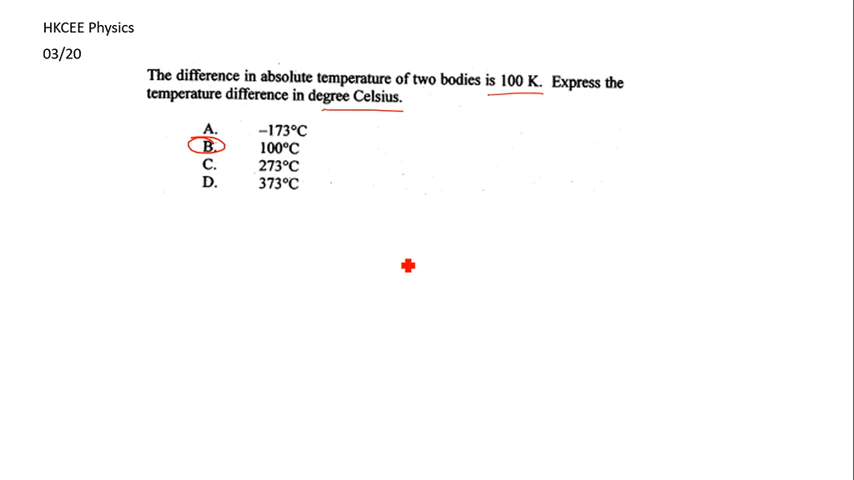 HKCEE Physics
03/20
The difference in absolute temperature of two bodies is 100 K. Express the
temperature difference in degree Celsius.
A. –173°C
B. 100°C
C. 273°C
D. 373°C